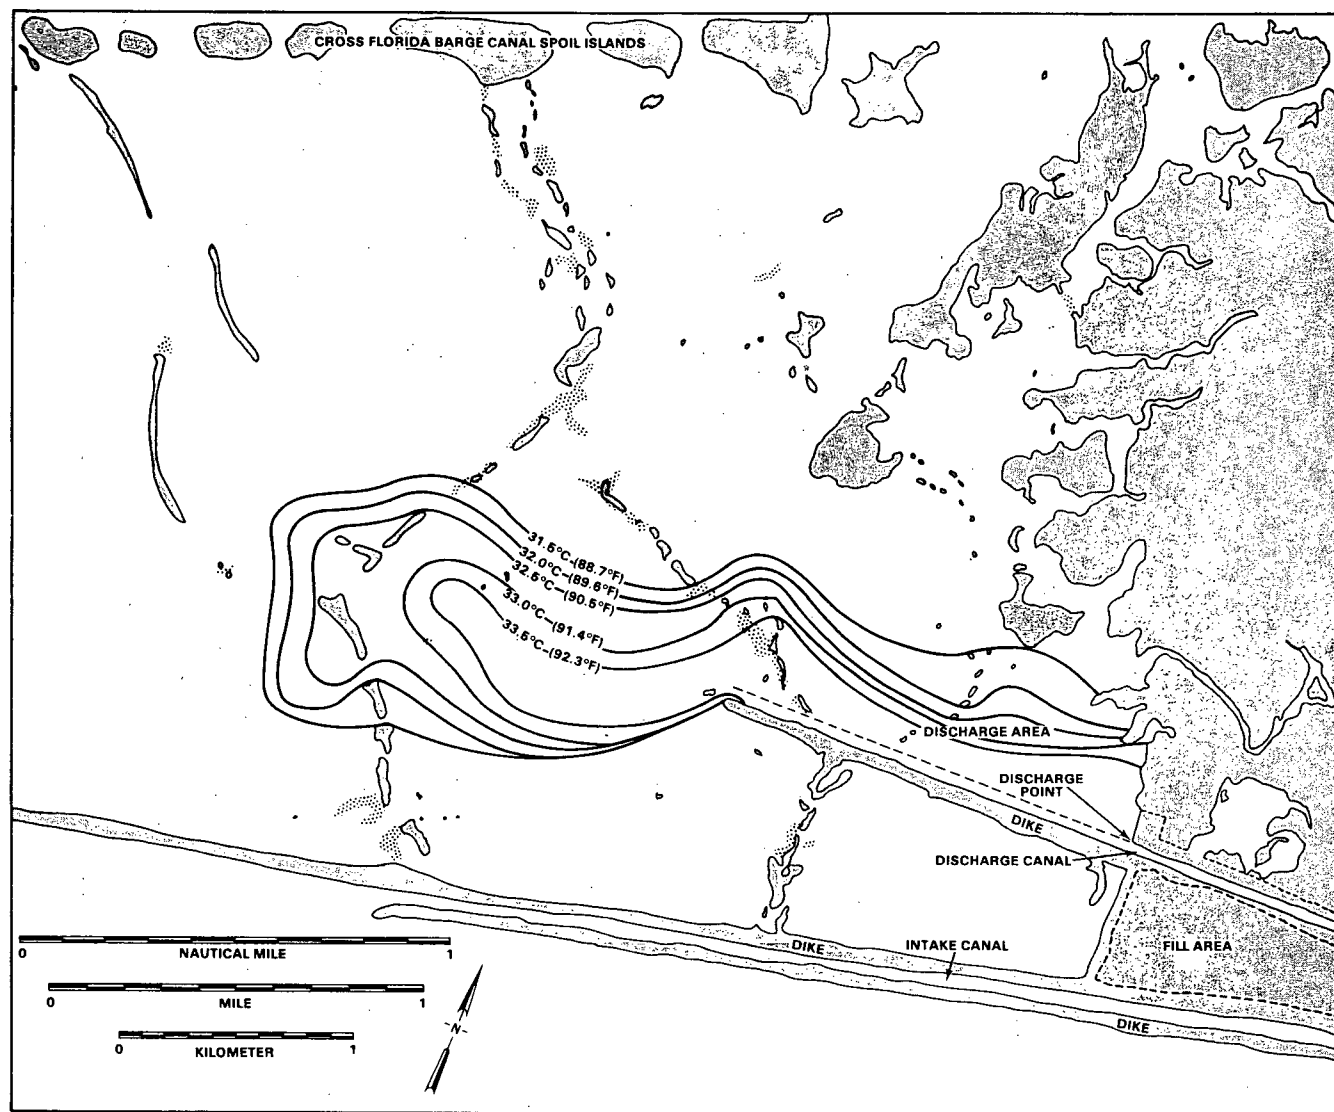 CROSS FLORIDA BARGE CANAL SPOIL ISLANDS
31.5°C-(88.7°F)
32.0°C-(89.6°F)
32.5°C-(90.5°F)
33.0°C-(91.4°F)
33.5°C-(92.3°F)
DISCHARGE AREA
DISCHARGE
POINT
DIKE
DISCHARGE CANAL
DIKE
INTAKE CANAL
FILL AREA
DIKE
0 1
NAUTICAL MILE
0 1
MILE
0 1
KILOMETER
N